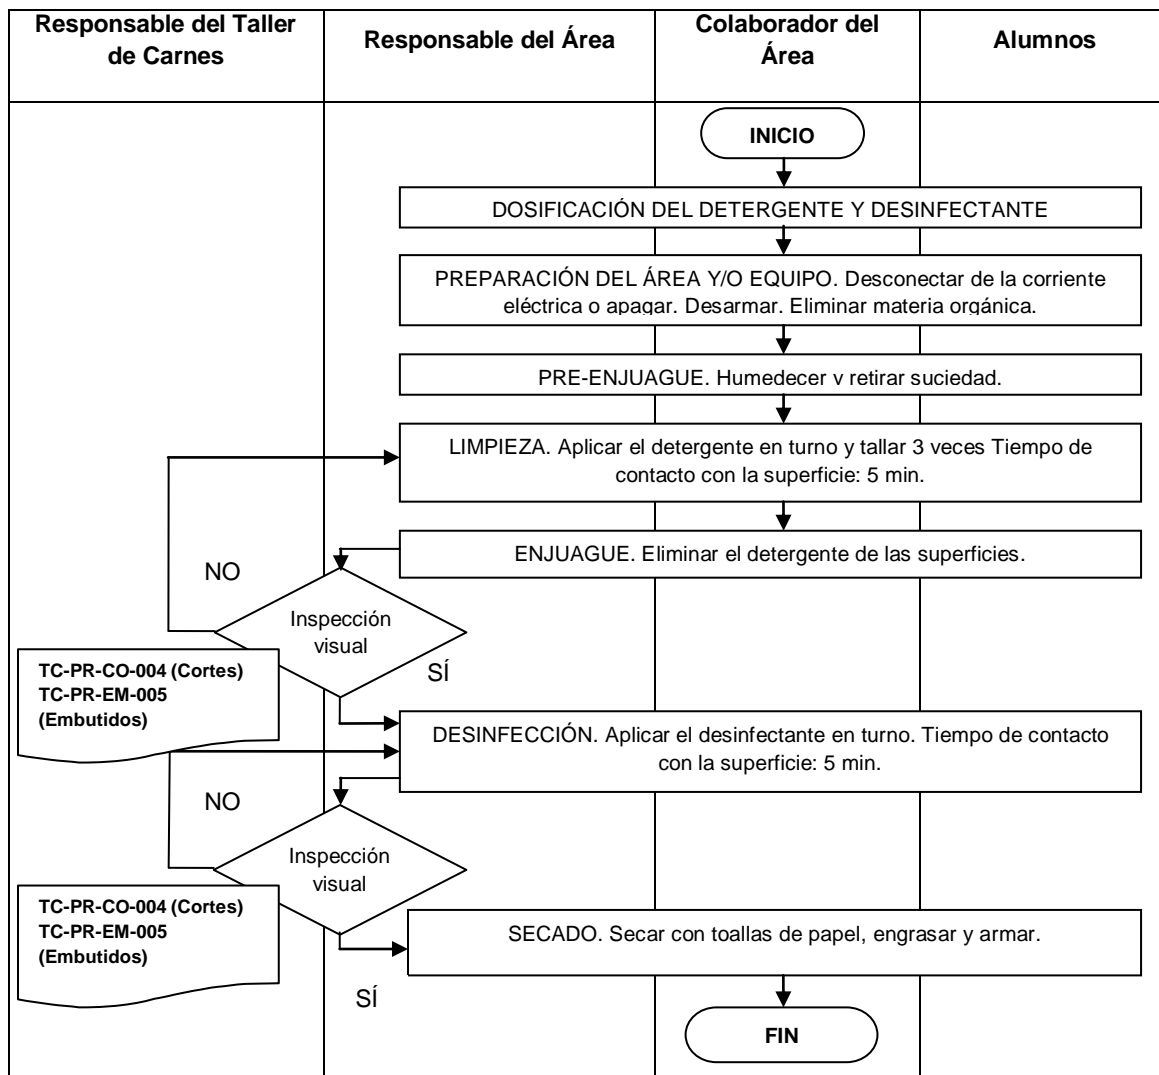 Responsable del Taller
de Carnes
Responsable del Área
Colaborador del
Área
Alumnos
INICIO
DOSIFICACIÓN DEL DETERGENTE Y DESINFECTANTE
PREPARACIÓN DEL ÁREA Y/O EQUIPO. Desconectar de la corriente
eléctrica o apagar. Desarmar. Eliminar materia orgánica.
PRE-ENJUAGUE. Humedecer y retirar suciedad.
LIMPIEZA. Aplicar el detergente en turno y tallar 3 veces Tiempo de
contacto con la superficie: 5 min.
ENJUAGUE. Eliminar el detergente de las superficies.
NO
Inspección
visual
SÍ
TC-PR-CO-004 (Cortes)
TC-PR-EM-005
(Embutidos)
DESINFECCIÓN. Aplicar el desinfectante en turno. Tiempo de contacto
con la superficie: 5 min.
NO
Inspección
visual
TC-PR-CO-004 (Cortes)
TC-PR-EM-005
(Embutidos)
SECADO. Secar con toallas de papel, engrasar y armar.
SÍ
FIN